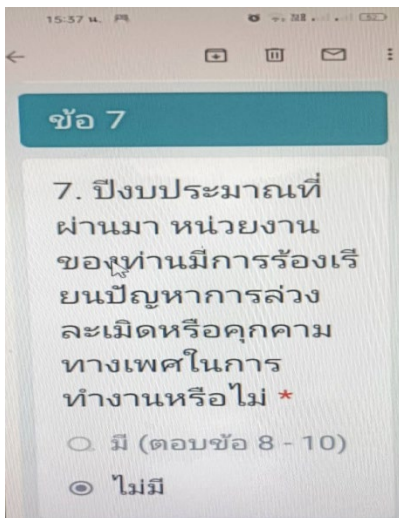 15:37 น.
52
ข้อ 7
7. ปีงบประมาณที่
ผ่านมา หน่วยงาน
ของท่านมีการร้องเรี
ยนปัญหาการล่วง
ละเมิดหรือคุกคาม
ทางเพศในการ
ทำงานหรือไม่ *
มี (ตอบข้อ 8 - 10)
ไม่มี